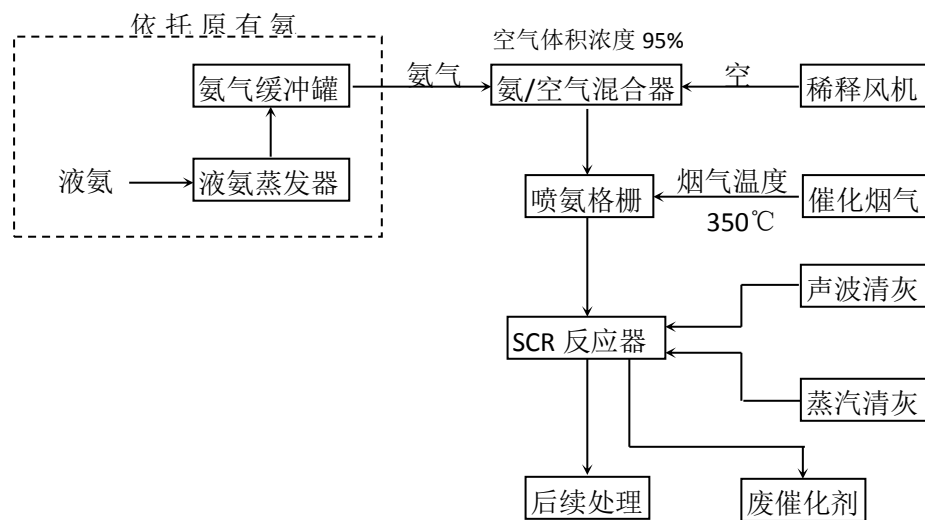 依托原有氨
空气体积浓度 95%
氨气缓冲罐
氨气
氨/空气混合器
空
稀释风机
液氨
液氨蒸发器
喷氨格栅
烟气温度
350℃
催化烟气
声波清灰
SCR 反应器
蒸汽清灰
后续处理
废催化剂